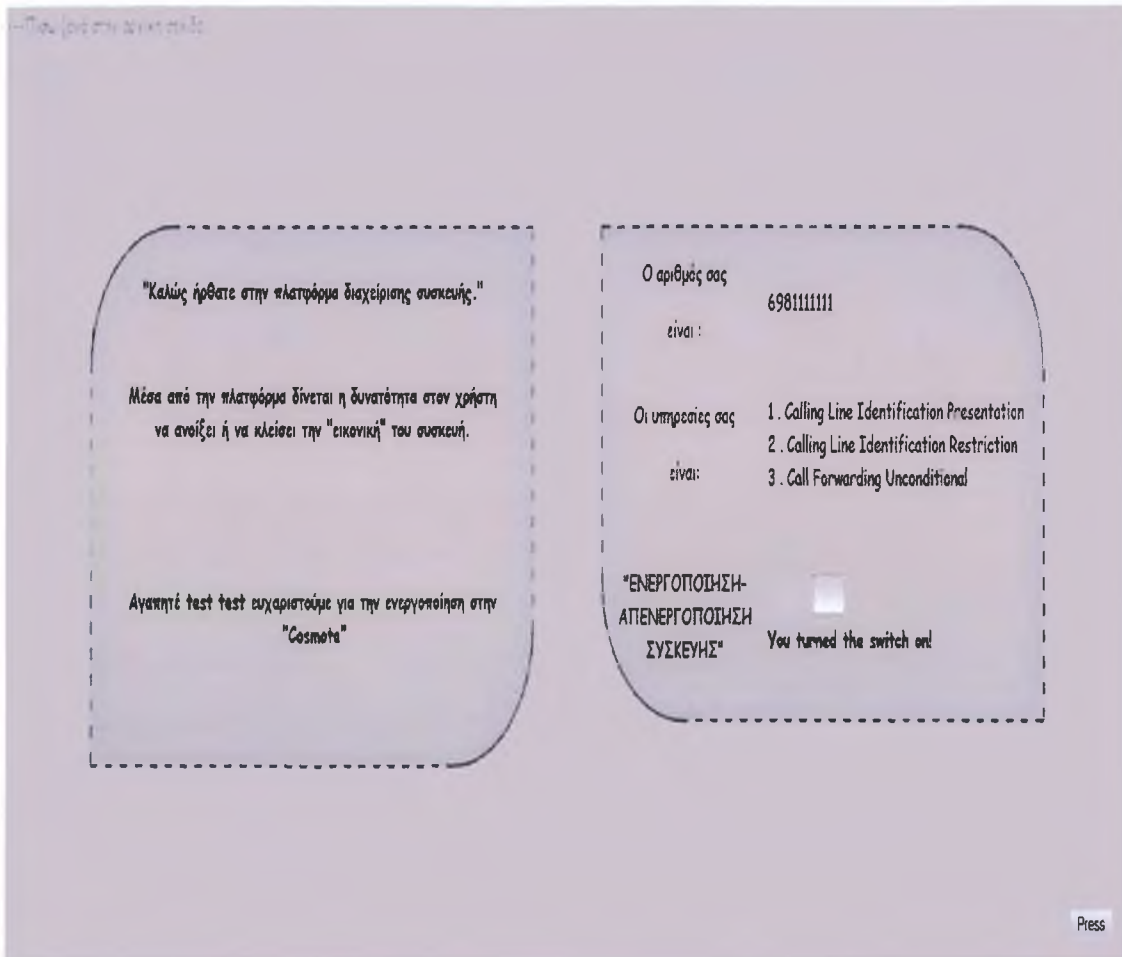 "Καλώς ήρθατε στην πλατφόρμα διαχείρισης συσκευής."
Μέσα από την πλατφόρμα δίνεται η δυνατότητα στον χρήστη
να ανοίξει ή να κλείσει την "εικονική" του συσκευή.
Αγαπητέ test test ευχαριστούμε για την ενεργοποίηση στην
"Cosmote"
Ο αριθμός σας
6981111111
είναι :
Οι υπηρεσίες σας
είναι:
1 . Calling Line Identification Presentation
2 . Calling Line Identification Restriction
3 . Call Forwarding Unconditional
"ΕΝΕΡΓΟΠΟΙΗΣΗ-
ΑΠΕΝΕΡΓΟΠΟΙΗΣΗ
ΣΥΣΚΕΥΗΣ"
You turned the switch on!
Press